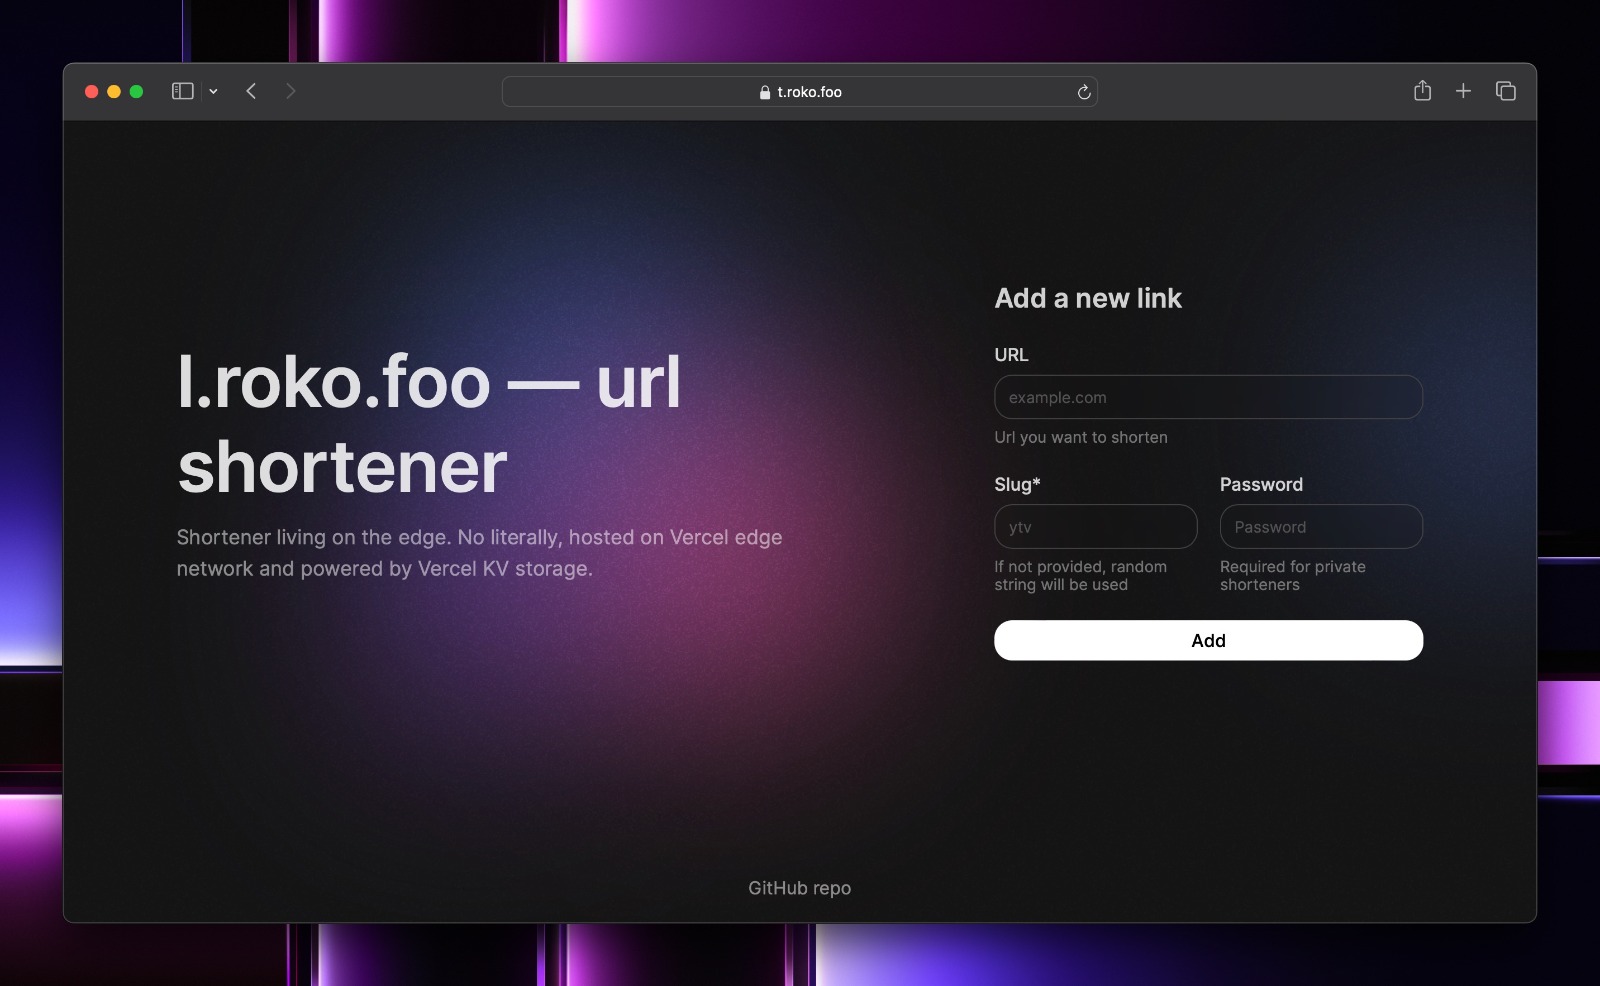 t.roko.foo
l.roko.foo — url
shortener
Shortener living on the edge. No literally, hosted on Vercel edge
network and powered by Vercel KV storage.
Add a new link
URL
example.com
Url you want to shorten
Slug*
Password
ytv
Password
If not provided, random
string will be used
Required for private
shorteners
Add
GitHub repo